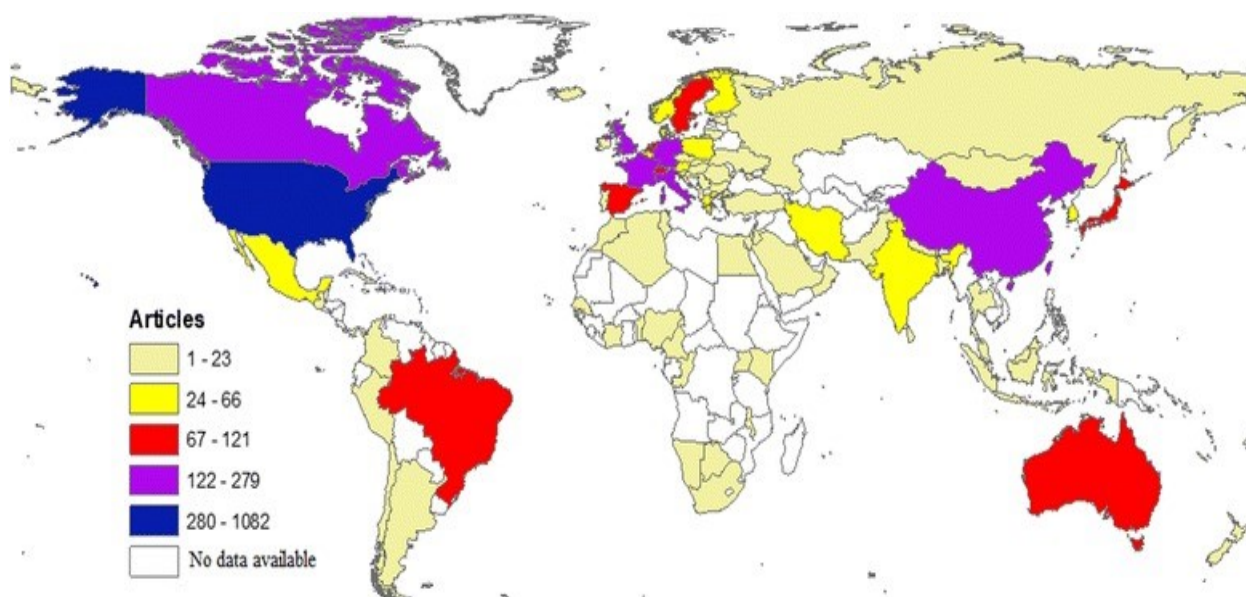 Articles
1 - 23
24 - 66
67 - 121
122 - 279
280 - 1082
No data available